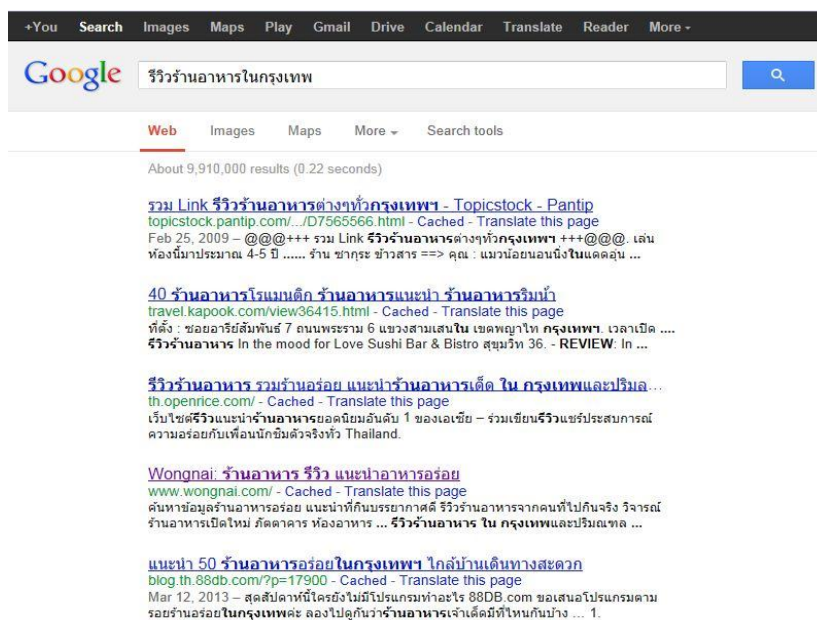 +You Search Images Maps Play Gmail Drive Calendar Translate Reader More
Google รีวิวร้านอาหารในกรุงเทพ
Web Images Maps More Search tools
About 9,910,000 results (0.22 seconds)
รวม Link รีวิวร้านอาหารต่างๆทั่วกรุงเทพฯ - Topicstock - Pantip
topicstock.pantip.com/.../D7565566.html - Cached - Translate this page
Feb 25, 2009 – @@@+++ รวม Link รีวิวร้านอาหารต่างๆทั่วกรุงเทพฯ +++@@@. เล่น
ห้องนี้มาประมาณ 4-5 ปี ...... ร้าน ซากุระ ข้าวสาร ==> คุณ : แมวน้อยนอนนิ่งในแดดอุ่น ...
40 ร้านอาหารโรแมนติก ร้านอาหารแนะนำ ร้านอาหารริมน้ำ
travel.kapook.com/view36415.html - Cached - Translate this page
ที่ตั้ง : ซอยอารีย์สัมพันธ์ 7 ถนนพระราม 6 แขวงสามเสนใน เขตพญาไท กรุงเทพฯ. เวลาเปิด ....
รีวิวร้านอาหาร In the mood for Love Sushi Bar & Bistro สุขุมวิท 36. - REVIEW: In ...
รีวิวร้านอาหาร รวมร้านอร่อย แนะนำร้านอาหารเด็ด ใน กรุงเทพและปริมล...
th.openrice.com/ - Cached - Translate this page
เว็บไซต์รีวิวแนะนำร้านอาหารยอดนิยมอันดับ 1 ของเอเชีย – ร่วมเขียนรีวิวแชร์ประสบการณ์
ความอร่อยกับเพื่อนนักชิมตัวจริงทั่ว Thailand.
Wongnai: ร้านอาหาร รีวิว แนะนำอาหารอร่อย
www.wongnai.com/ - Cached - Translate this page
ค้นหาข้อมูลร้านอาหารอร่อย แนะนำที่กินบรรยากาศดี รีวิวร้านอาหารจากคนที่ไปกินจริง วิจารณ์
ร้านอาหารเปิดใหม่ ภัตตาคาร ห้องอาหาร ... รีวิวร้านอาหาร ใน กรุงเทพและปริมณฑล ...
แนะนำ 50 ร้านอาหารอร่อยในกรุงเทพฯ ไกล้บ้านเดินทางสะดวก
blog.th.88db.com/?p=17900 - Cached - Translate this page
Mar 12, 2013 – สุดสัปดาห์นี้ใครยังไม่มีโปรแกรมทำอะไร 88DB.com ขอเสนอโปรแกรมตาม
รอยร้านอร่อยในกรุงเทพค่ะ ลองไปดูกันว่าร้านอาหารเจ้าเด็ดมีที่ไหนกันบ้าง ... 1.